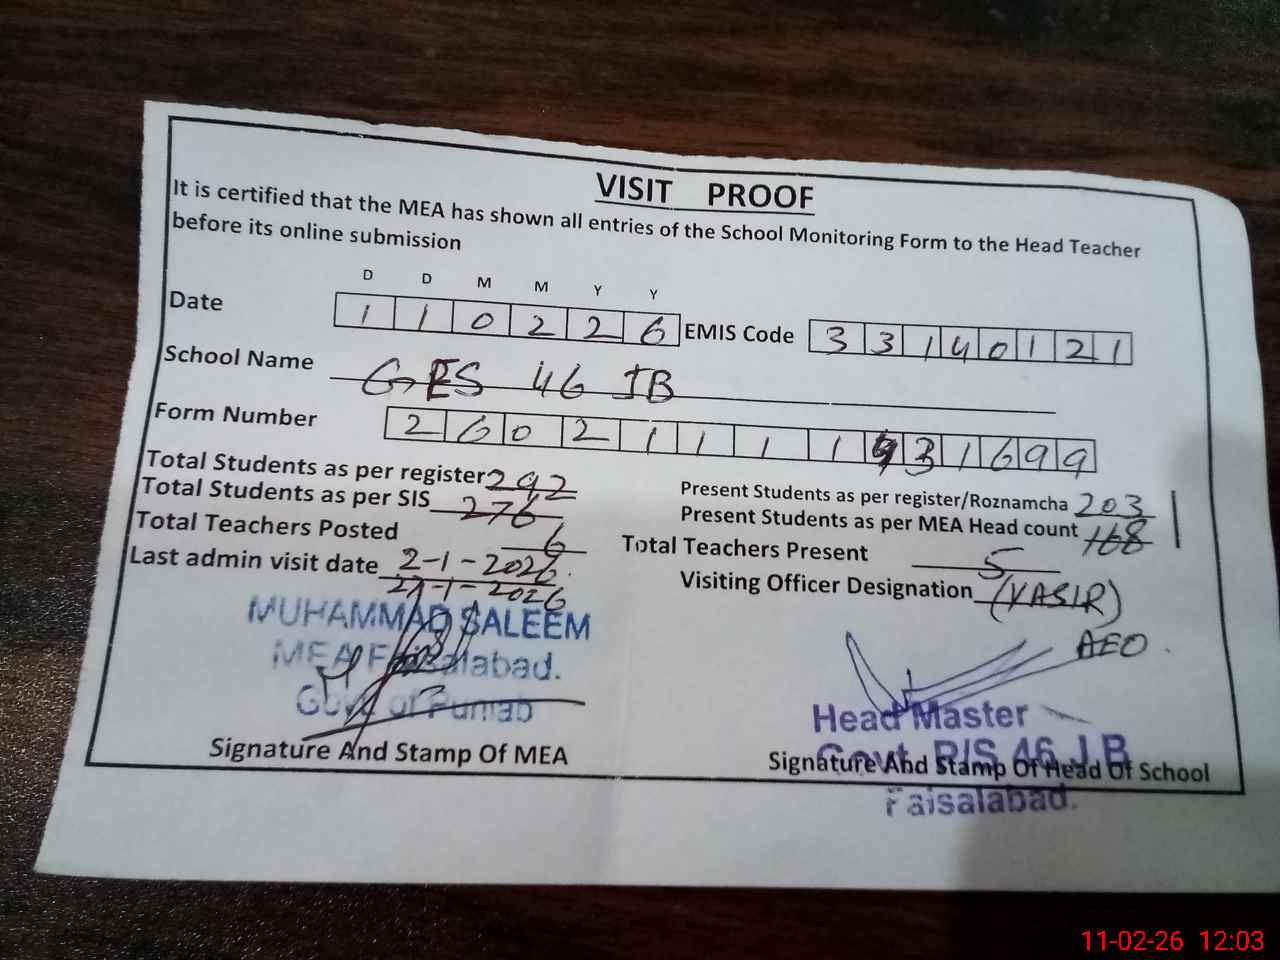 VISIT PROOF
It is certified that the MEA has shown all entries of the School Monitoring Form to the Head Teacher
before its online submission
D D M M Y Y
Date 1 1 0 2 2 6 EMIS Code 3 3 1 4 0 1 2 1
School Name GES 46 JB
Form Number 2 6 0 2 1 1 1 1 3 1 6 9 9
Total Students as per register 292 Present Students as per register/Roznamcha 203
Total Students as per SIS 276 Present Students as per MEA Head count 168
Total Teachers Posted 6 Total Teachers Present 5
Last admin visit date 2-1-2026. Visiting Officer Designation (YASIR)
27-1-2026
AEO.
MUHAMMAD SALEEM
MEA Faisalabad.
Govt of Punjab
Head Master
Govt. P/S 46 J.B
Faisalabad.
Signature And Stamp Of MEA Signature And Stamp Of Head Of School
11-02-26 12:03